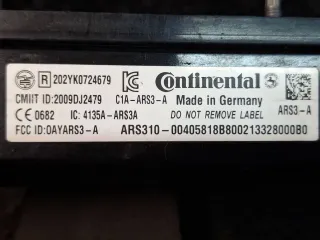 R 202YK0724679 Continental
CMIIT ID:2009DJ2479 C1A-ARS3-A Made in Germany
CE 0682 IC: 4135A-ARS3A DO NOT REMOVE LABEL ARS3-A
FCC ID:OAYARS3-A ARS310-00405818B800213328000B0